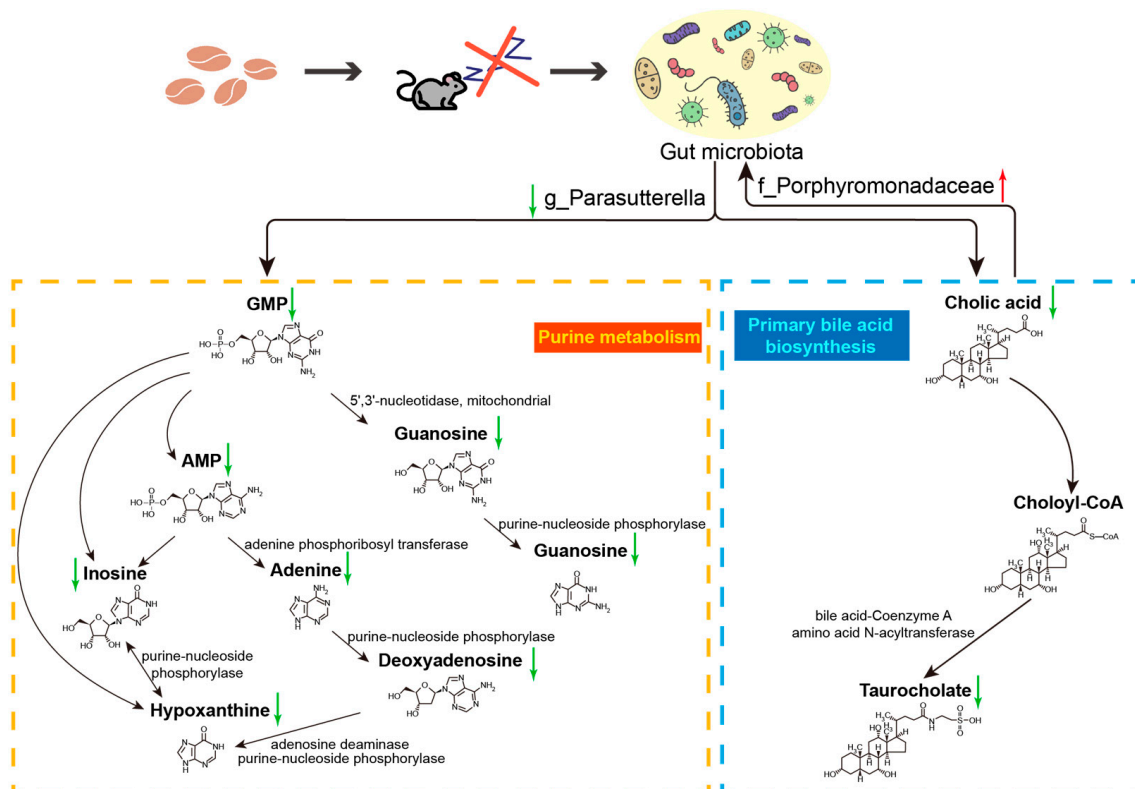 Z
Z
Z
Gut microbiota
g_Parasutterella
f_Porphyromonadaceae
GMP
Purine metabolism
5',3'-nucleotidase, mitochondrial
Guanosine
AMP
purine-nucleoside phosphorylase
Guanosine
adenine phosphoribosyl transferase
Inosine
Adenine
purine-nucleoside
phosphorylase
purine-nucleoside phosphorylase
Deoxyadenosine
Hypoxanthine
adenosine deaminase
purine-nucleoside phosphorylase
Primary bile acid
biosynthesis
Cholic acid
Choloyl-CoA
bile acid-Coenzyme A
amino acid N-acyltransferase
Taurocholate